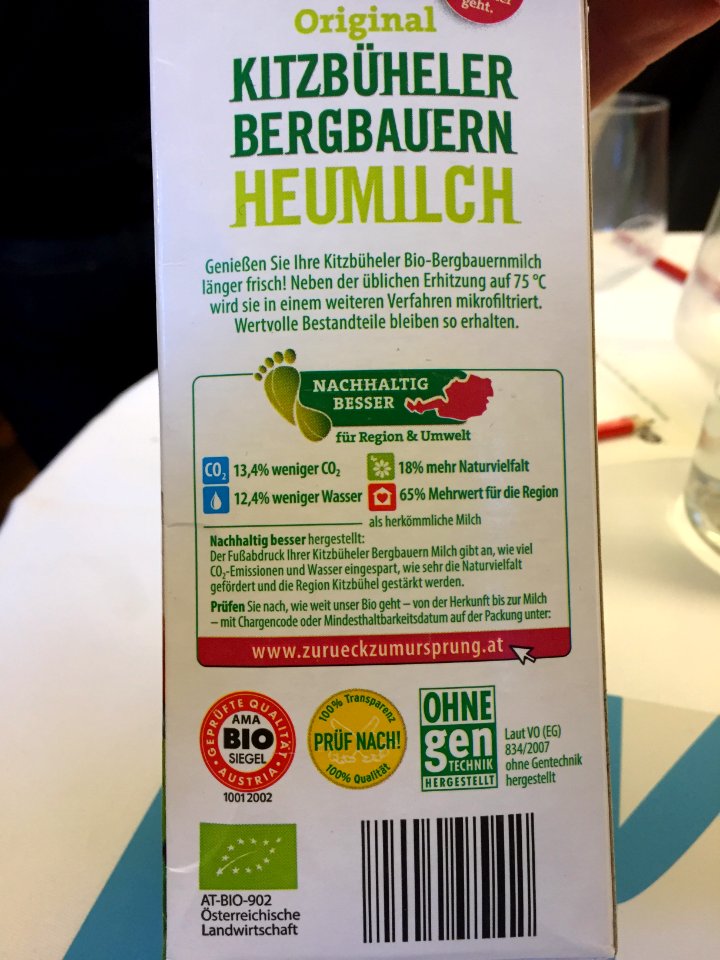 geht.
Original
KITZBÜHELER
BERGBAUERN
HEUMILCH
Genießen Sie Ihre Kitzbüheler Bio-Bergbauernmilch
länger frisch! Neben der üblichen Erhitzung auf 75 °C
wird sie in einem weiteren Verfahren mikrofiltriert.
Wertvolle Bestandteile bleiben so erhalten.
NACHHALTIG
BESSER
für Region & Umwelt
CO₂ 13,4% weniger CO₂
18% mehr Naturvielfalt
12,4% weniger Wasser
65% Mehrwert für die Region
als herkömmliche Milch
Nachhaltig besser hergestellt:
Der Fußabdruck Ihrer Kitzbüheler Bergbauern Milch gibt an, wie viel
CO₂-Emissionen und Wasser eingespart, wie sehr die Naturvielfalt
gefördert und die Region Kitzbühel gestärkt werden.
Prüfen Sie nach, wie weit unser Bio geht – von der Herkunft bis zur Milch
– mit Chargencode oder Mindesthaltbarkeitsdatum auf der Packung unter:
www.zurueckzumursprung.at
GEPRÜFTE QUALITÄT
AMA
BIO
SIEGEL
AUSTRIA
1001 2002
100% Transparenz
PRÜF NACH!
100% Qualität
OHNE
gen
TECHNIK
HERGESTELLT
Laut VO (EG)
834/2007
ohne Gentechnik
hergestellt
AT-BIO-902
Österreichische
Landwirtschaft